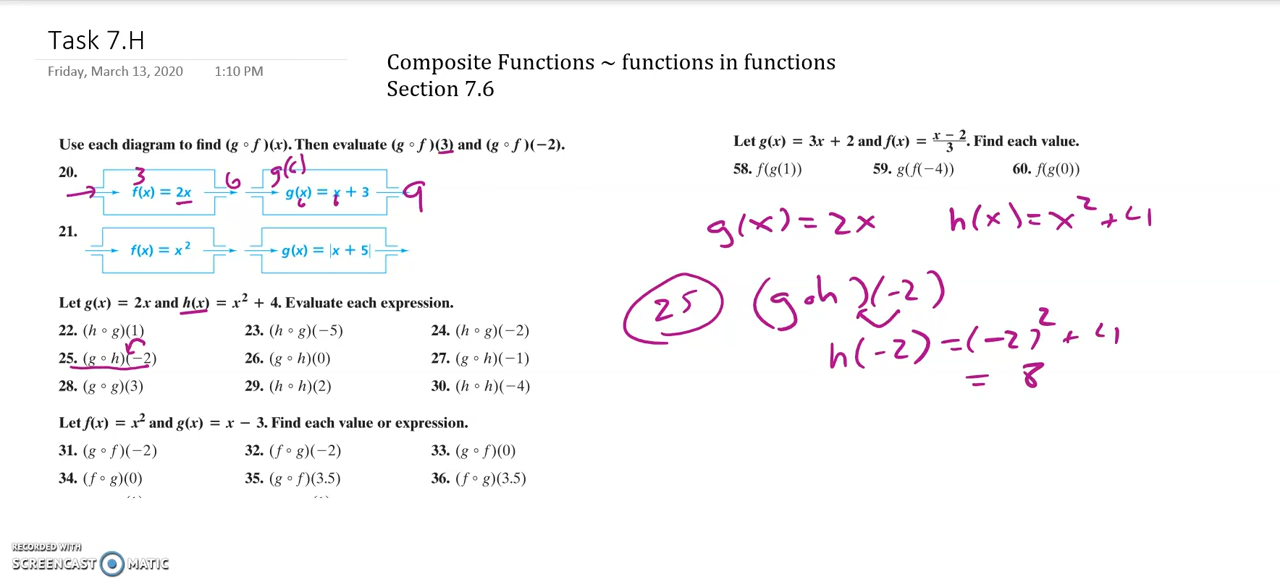 Task 7.H
Friday, March 13, 2020 1:10 PM
Composite Functions ~ functions in functions
Section 7.6
Use each diagram to find (g ∘ f)(x). Then evaluate (g ∘ f)(3) and (g ∘ f)(−2).
20.
3 6 g(6) 9
f(x) = 2x g(x) = x + 3
6 6
21.
f(x) = x² g(x) = |x + 5|
Let g(x) = 2x and h(x) = x² + 4. Evaluate each expression.
22. (h ∘ g)(1) 23. (h ∘ g)(−5) 24. (h ∘ g)(−2)
25. (g ∘ h)(−2) 26. (g ∘ h)(0) 27. (g ∘ h)(−1)
28. (g ∘ g)(3) 29. (h ∘ h)(2) 30. (h ∘ h)(−4)
Let f(x) = x² and g(x) = x − 3. Find each value or expression.
31. (g ∘ f)(−2) 32. (f ∘ g)(−2) 33. (g ∘ f)(0)
34. (f ∘ g)(0) 35. (g ∘ f)(3.5) 36. (f ∘ g)(3.5)
Let g(x) = 3x + 2 and f(x) = (x − 2)/3. Find each value.
58. f(g(1)) 59. g(f(−4)) 60. f(g(0))
g(x) = 2x h(x) = x² + 4
25 (g∘h)(−2)
h(−2) = (−2)² + 4
= 8
RECORDED WITH
SCREENCAST MATIC